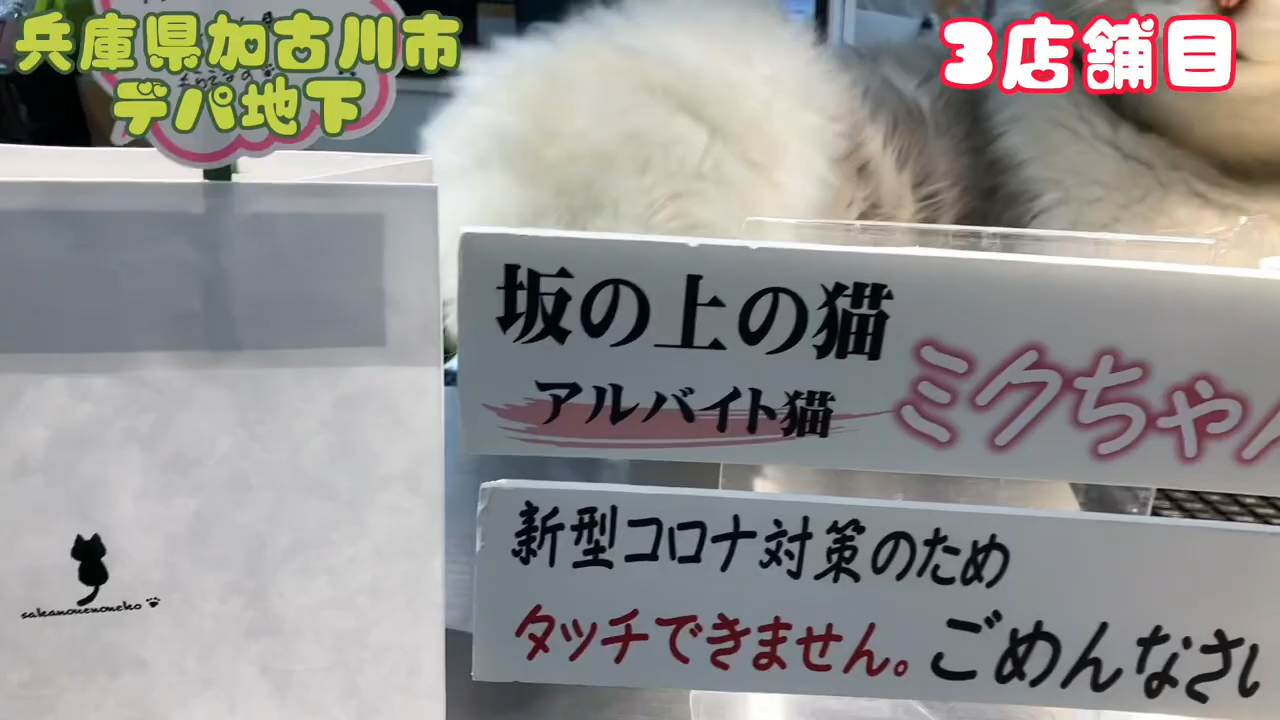 兵庫県加古川市
デパ地下
3店舗目
坂の上の猫
アルバイト猫
ミクちゃ
新型コロナ対策のため
タッチできません。ごめんなさ
sakanouenoneko